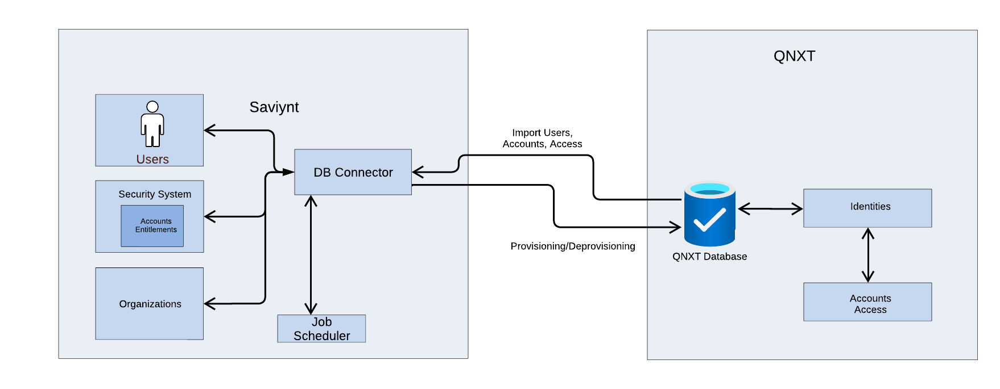 QNXT
Saviynt
Users
Import Users,
Accounts, Access
DB Connector
Security System
Accounts
Entitlements
Identities
Provisioning/Deprovisioning
QNXT Database
Organizations
Accounts
Access
Job
Scheduler